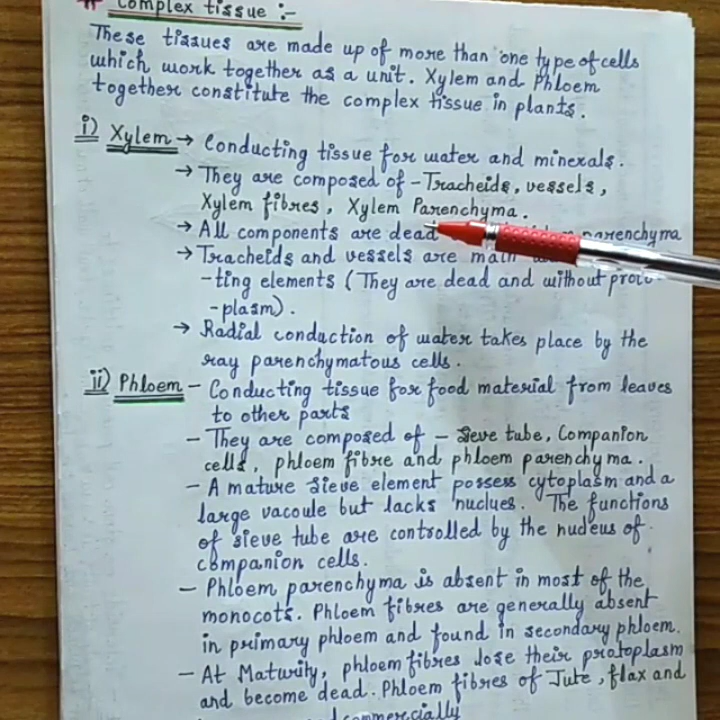 Complex tissue :-
These tissues are made up of more than one type of cells
which work together as a unit. Xylem and Phloem
together constitute the complex tissue in plants.
i) Xylem → Conducting tissue for water and minerals.
→ They are composed of - Tracheids, vessels,
Xylem fibres, Xylem Parenchyma.
→ All components are dead parenchyma
→ Tracheids and vessels are main
-ting elements (They are dead and without proto-
-plasm).
→ Radial conduction of water takes place by the
ray parenchymatous cells.
ii) Phloem - Conducting tissue for food material from leaves
to other parts
- They are composed of - Sieve tube, Companion
cells, phloem fibre and phloem parenchyma.
- A mature sieve element possess cytoplasm and a
large vacoule but lacks nuclues. The functions
of sieve tube are controlled by the nudeus of
companion cells.
- Phloem parenchyma is absent in most of the
monocots. Phloem fibres are generally absent
in primary phloem and found in secondary phloem.
- At Maturity, phloem fibres lose their protoplasm
and become dead. Phloem fibres of Jute, flax and
commercially